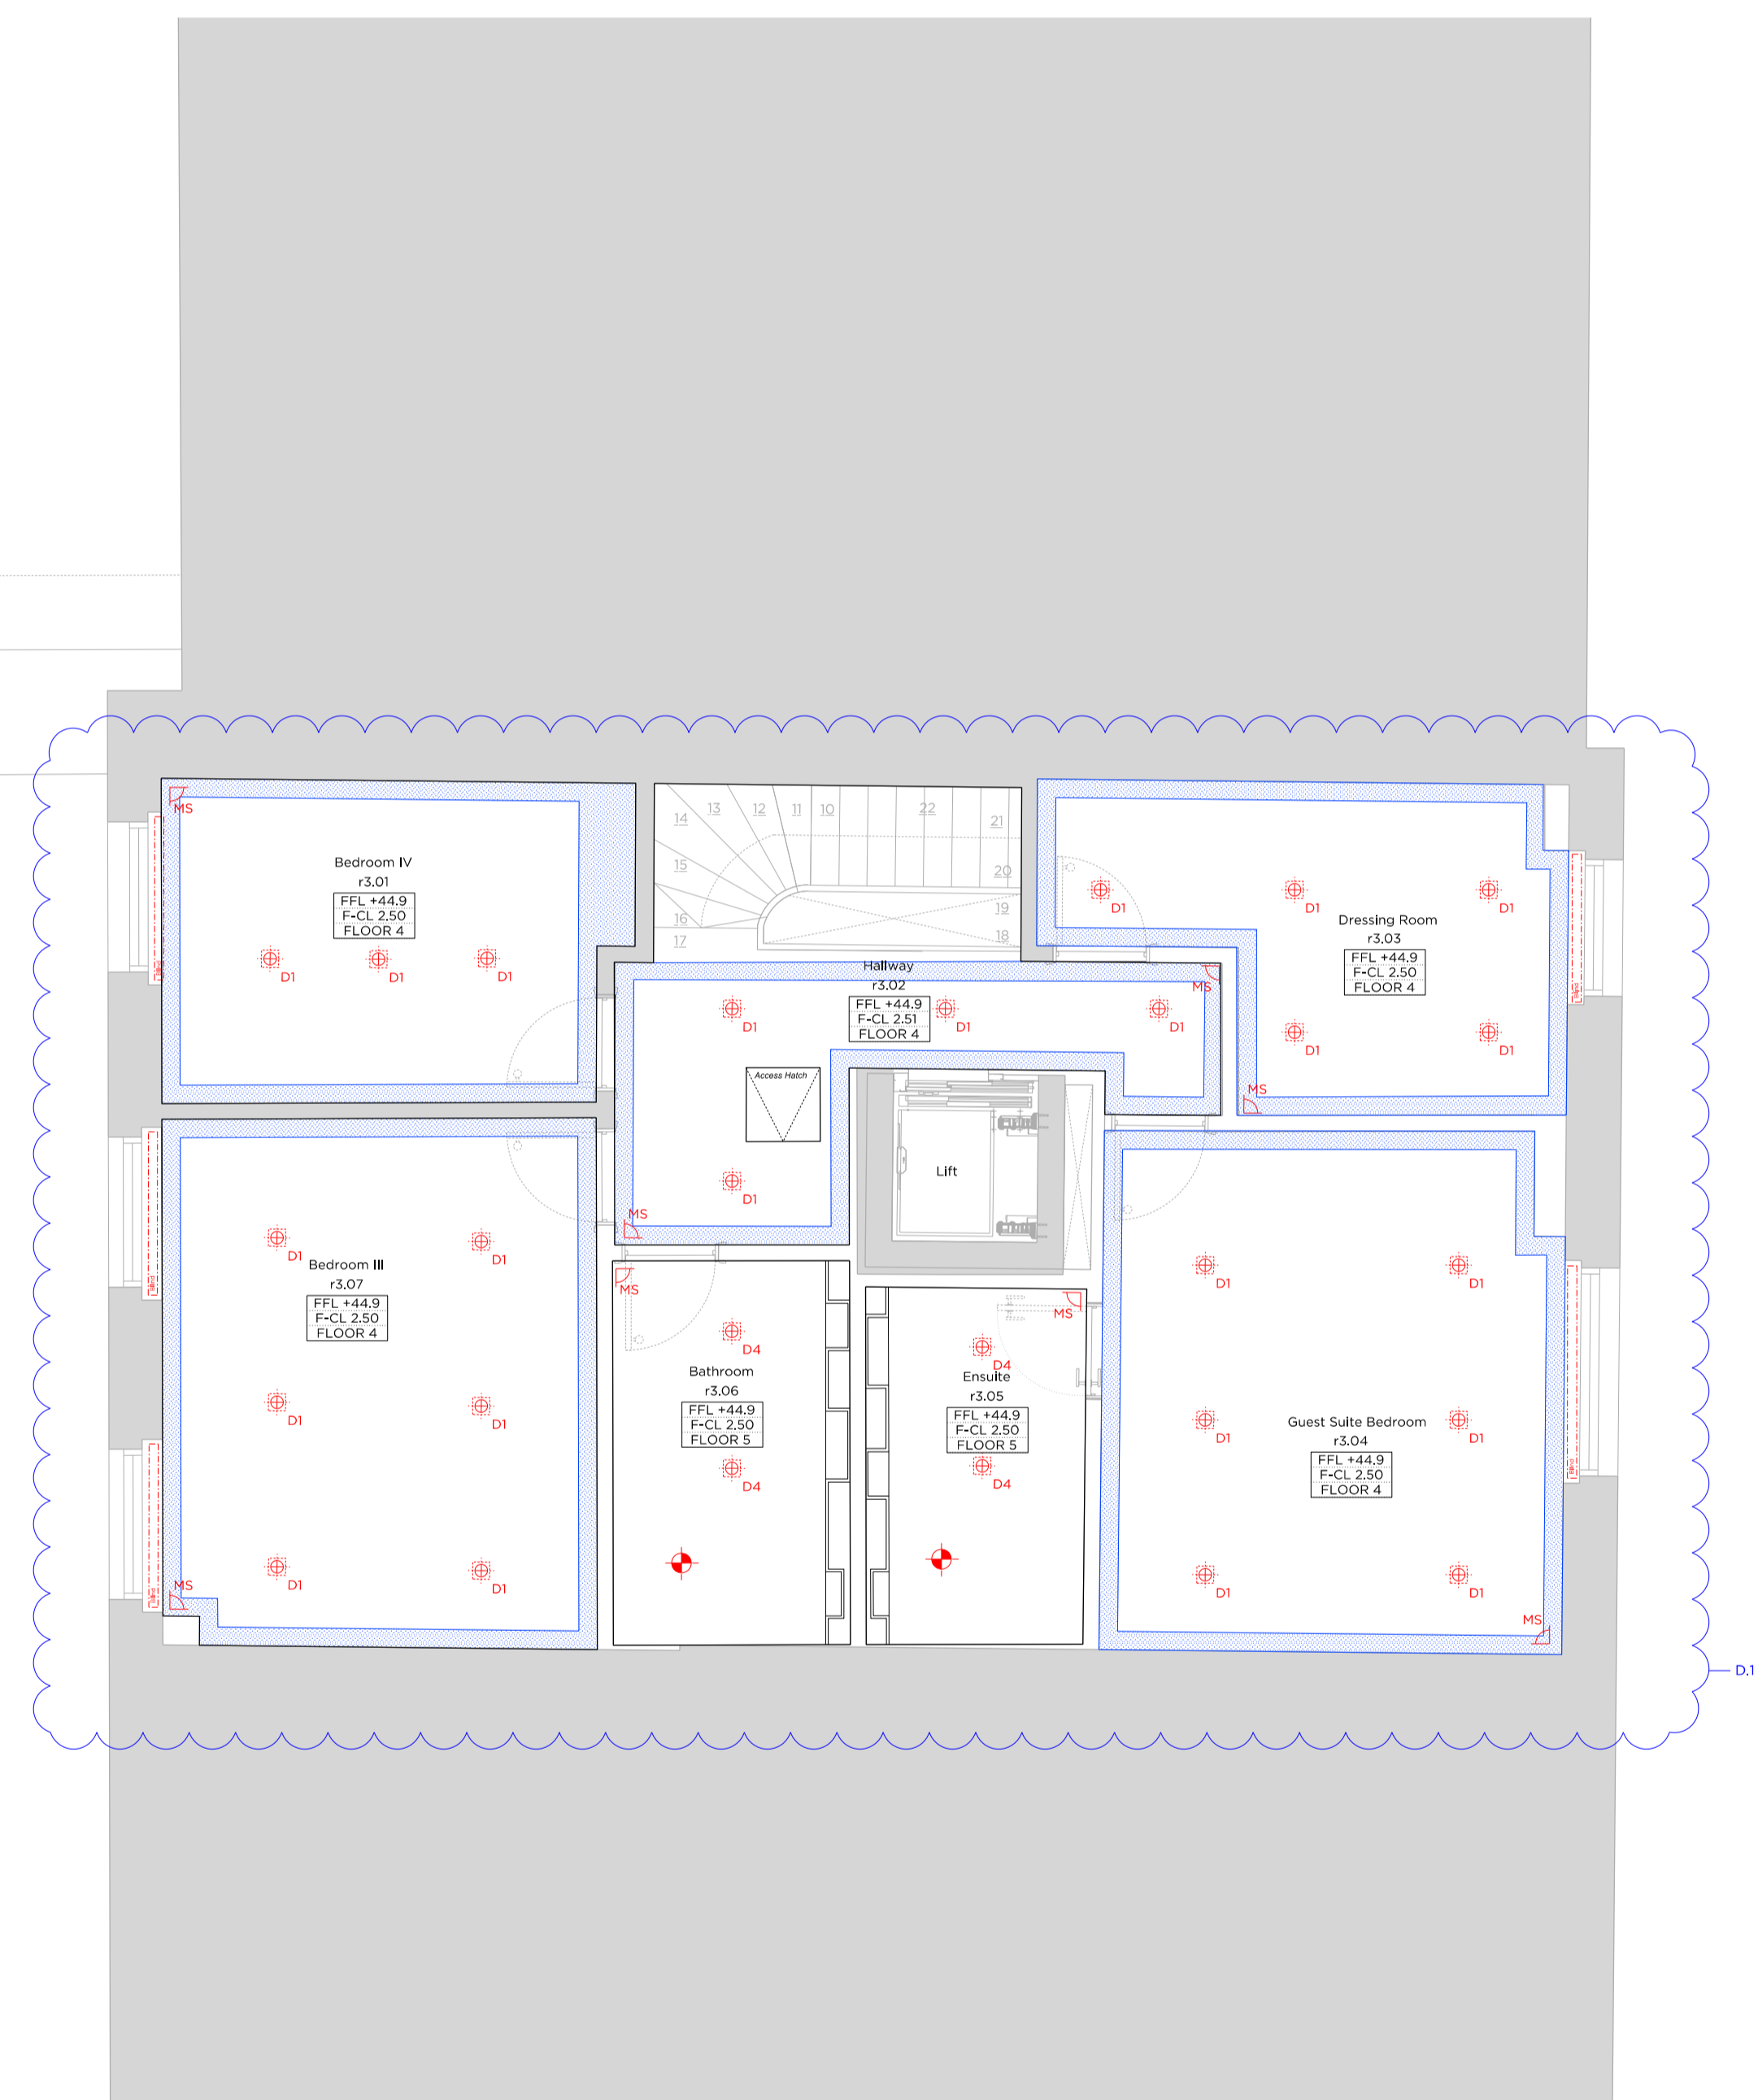 13
12
11
10
22
21
14
15
20
19
16
17
18
MS
Bedroom IV
r3.01
FFL +44.9
F-CL 2.50
FLOOR 4
D1
D1
D1
Blind
Hallway
r3.02
FFL +44.9
F-CL 2.51
FLOOR 4
MS
D1
D1
D1
Access Hatch
D1
MS
Lift
Dressing Room
r3.03
FFL +44.9
F-CL 2.50
FLOOR 4
D1
D1
D1
D1
D1
MS
Blind
Bedroom III
r3.07
FFL +44.9
F-CL 2.50
FLOOR 4
D1
D1
D1
D1
D1
D1
MS
Blind
Blind
MS
D4
Bathroom
r3.06
FFL +44.9
F-CL 2.50
FLOOR 5
D4
MS
D4
Ensuite
r3.05
FFL +44.9
F-CL 2.50
FLOOR 5
D4
Guest Suite Bedroom
r3.04
FFL +44.9
F-CL 2.50
FLOOR 4
D1
D1
D1
D1
D1
D1
MS
Blind
D.1